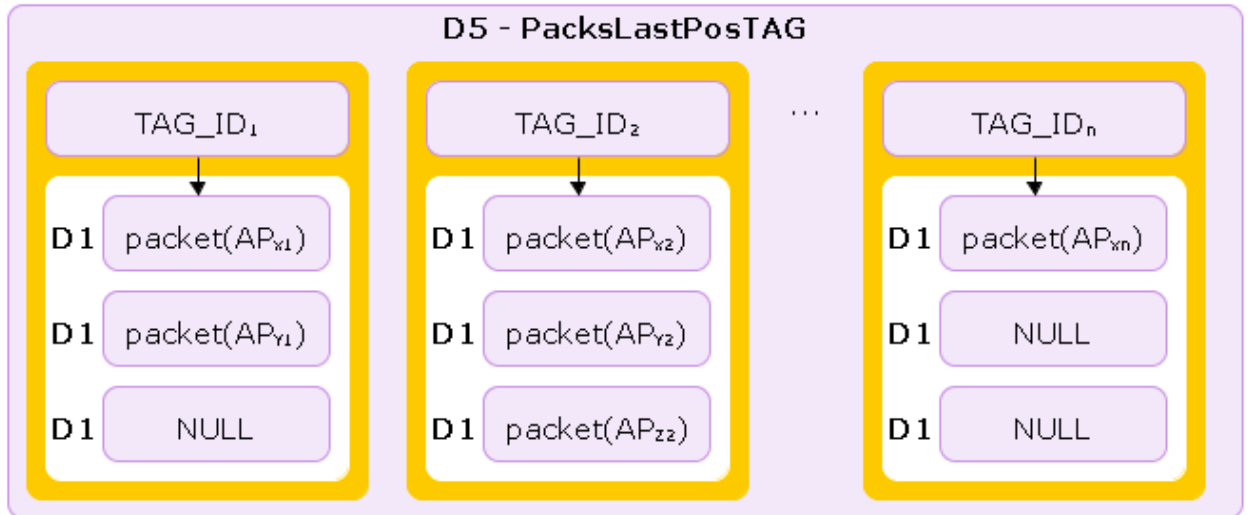 D5 - PacksLastPosTAG
TAG_ID₁
TAG_ID₂
...
TAG_IDₙ
D1 packet(APₓ₁)
D1 packet(APₓ₂)
D1 packet(APₓₙ)
D1 packet(APᵧ₁)
D1 packet(APᵧ₂)
D1 NULL
D1 NULL
D1 packet(AP_Z₂)
D1 NULL